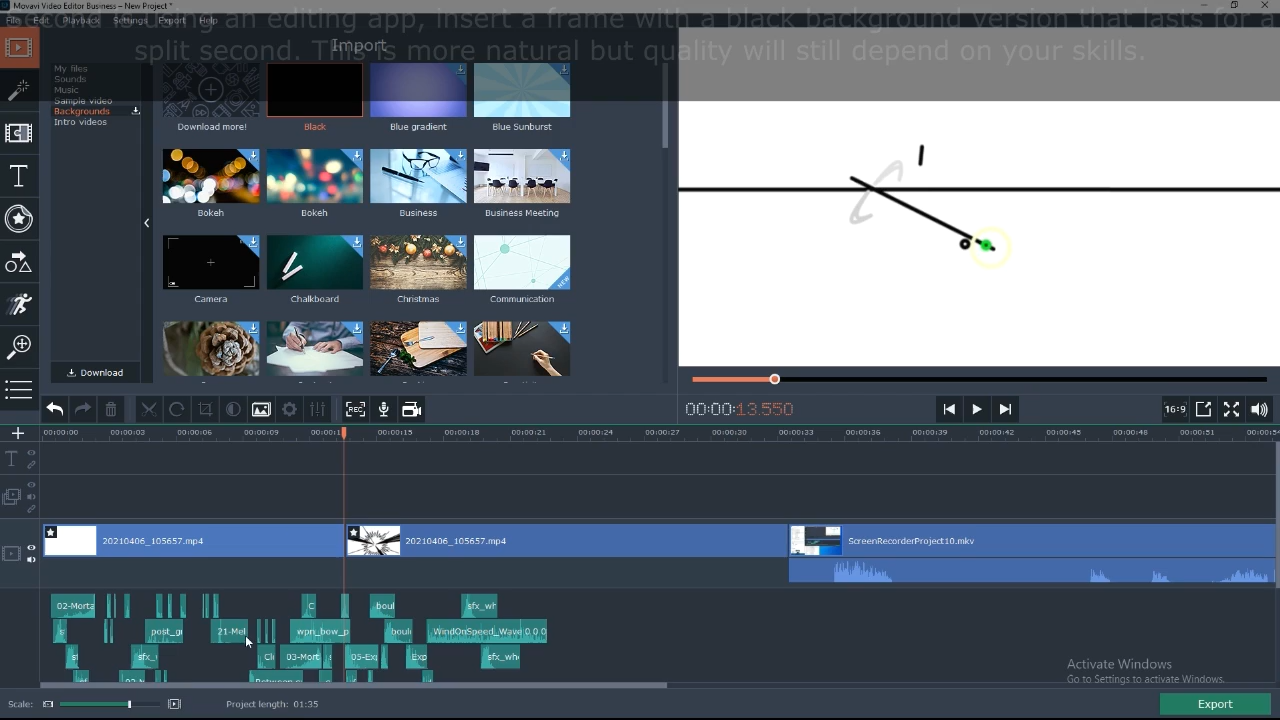 Movavi Video Editor Business – New Project *
File Edit Playback Settings Export Help
second is using an editing app, insert a frame with a black background version that lasts for a
split second. This is more natural but quality will still depend on your skills.
Import
My files
Sounds
Music
Sample video
Backgrounds
Intro videos
Download
Download more!
Black
Blue gradient
Blue Sunburst
Bokeh
Bokeh
Business
Business Meeting
Camera
Chalkboard
Christmas
Communication
NEW
REC
00:00:13.550
16:9
00:00:00 00:00:03 00:00:06 00:00:09 00:00:1 00:00:15 00:00:18 00:00:21 00:00:24 00:00:27 00:00:30 00:00:33 00:00:36 00:00:39 00:00:42 00:00:45 00:00:48 00:00:51 00:00:54
20210406_105657.mp4
20210406_105657.mp4
ScreenRecorderProject10.mkv
02-Morta
boul
sfx_wh
post_gr
21-Mel
wpn_bow_p
boul
WindOnSpeed_Wave 0 0 0
03-Mort
05-Exp
Exp
sfx_who
Activate Windows
Go to Settings to activate Windows.
Scale:
Project length: 01:35
Export